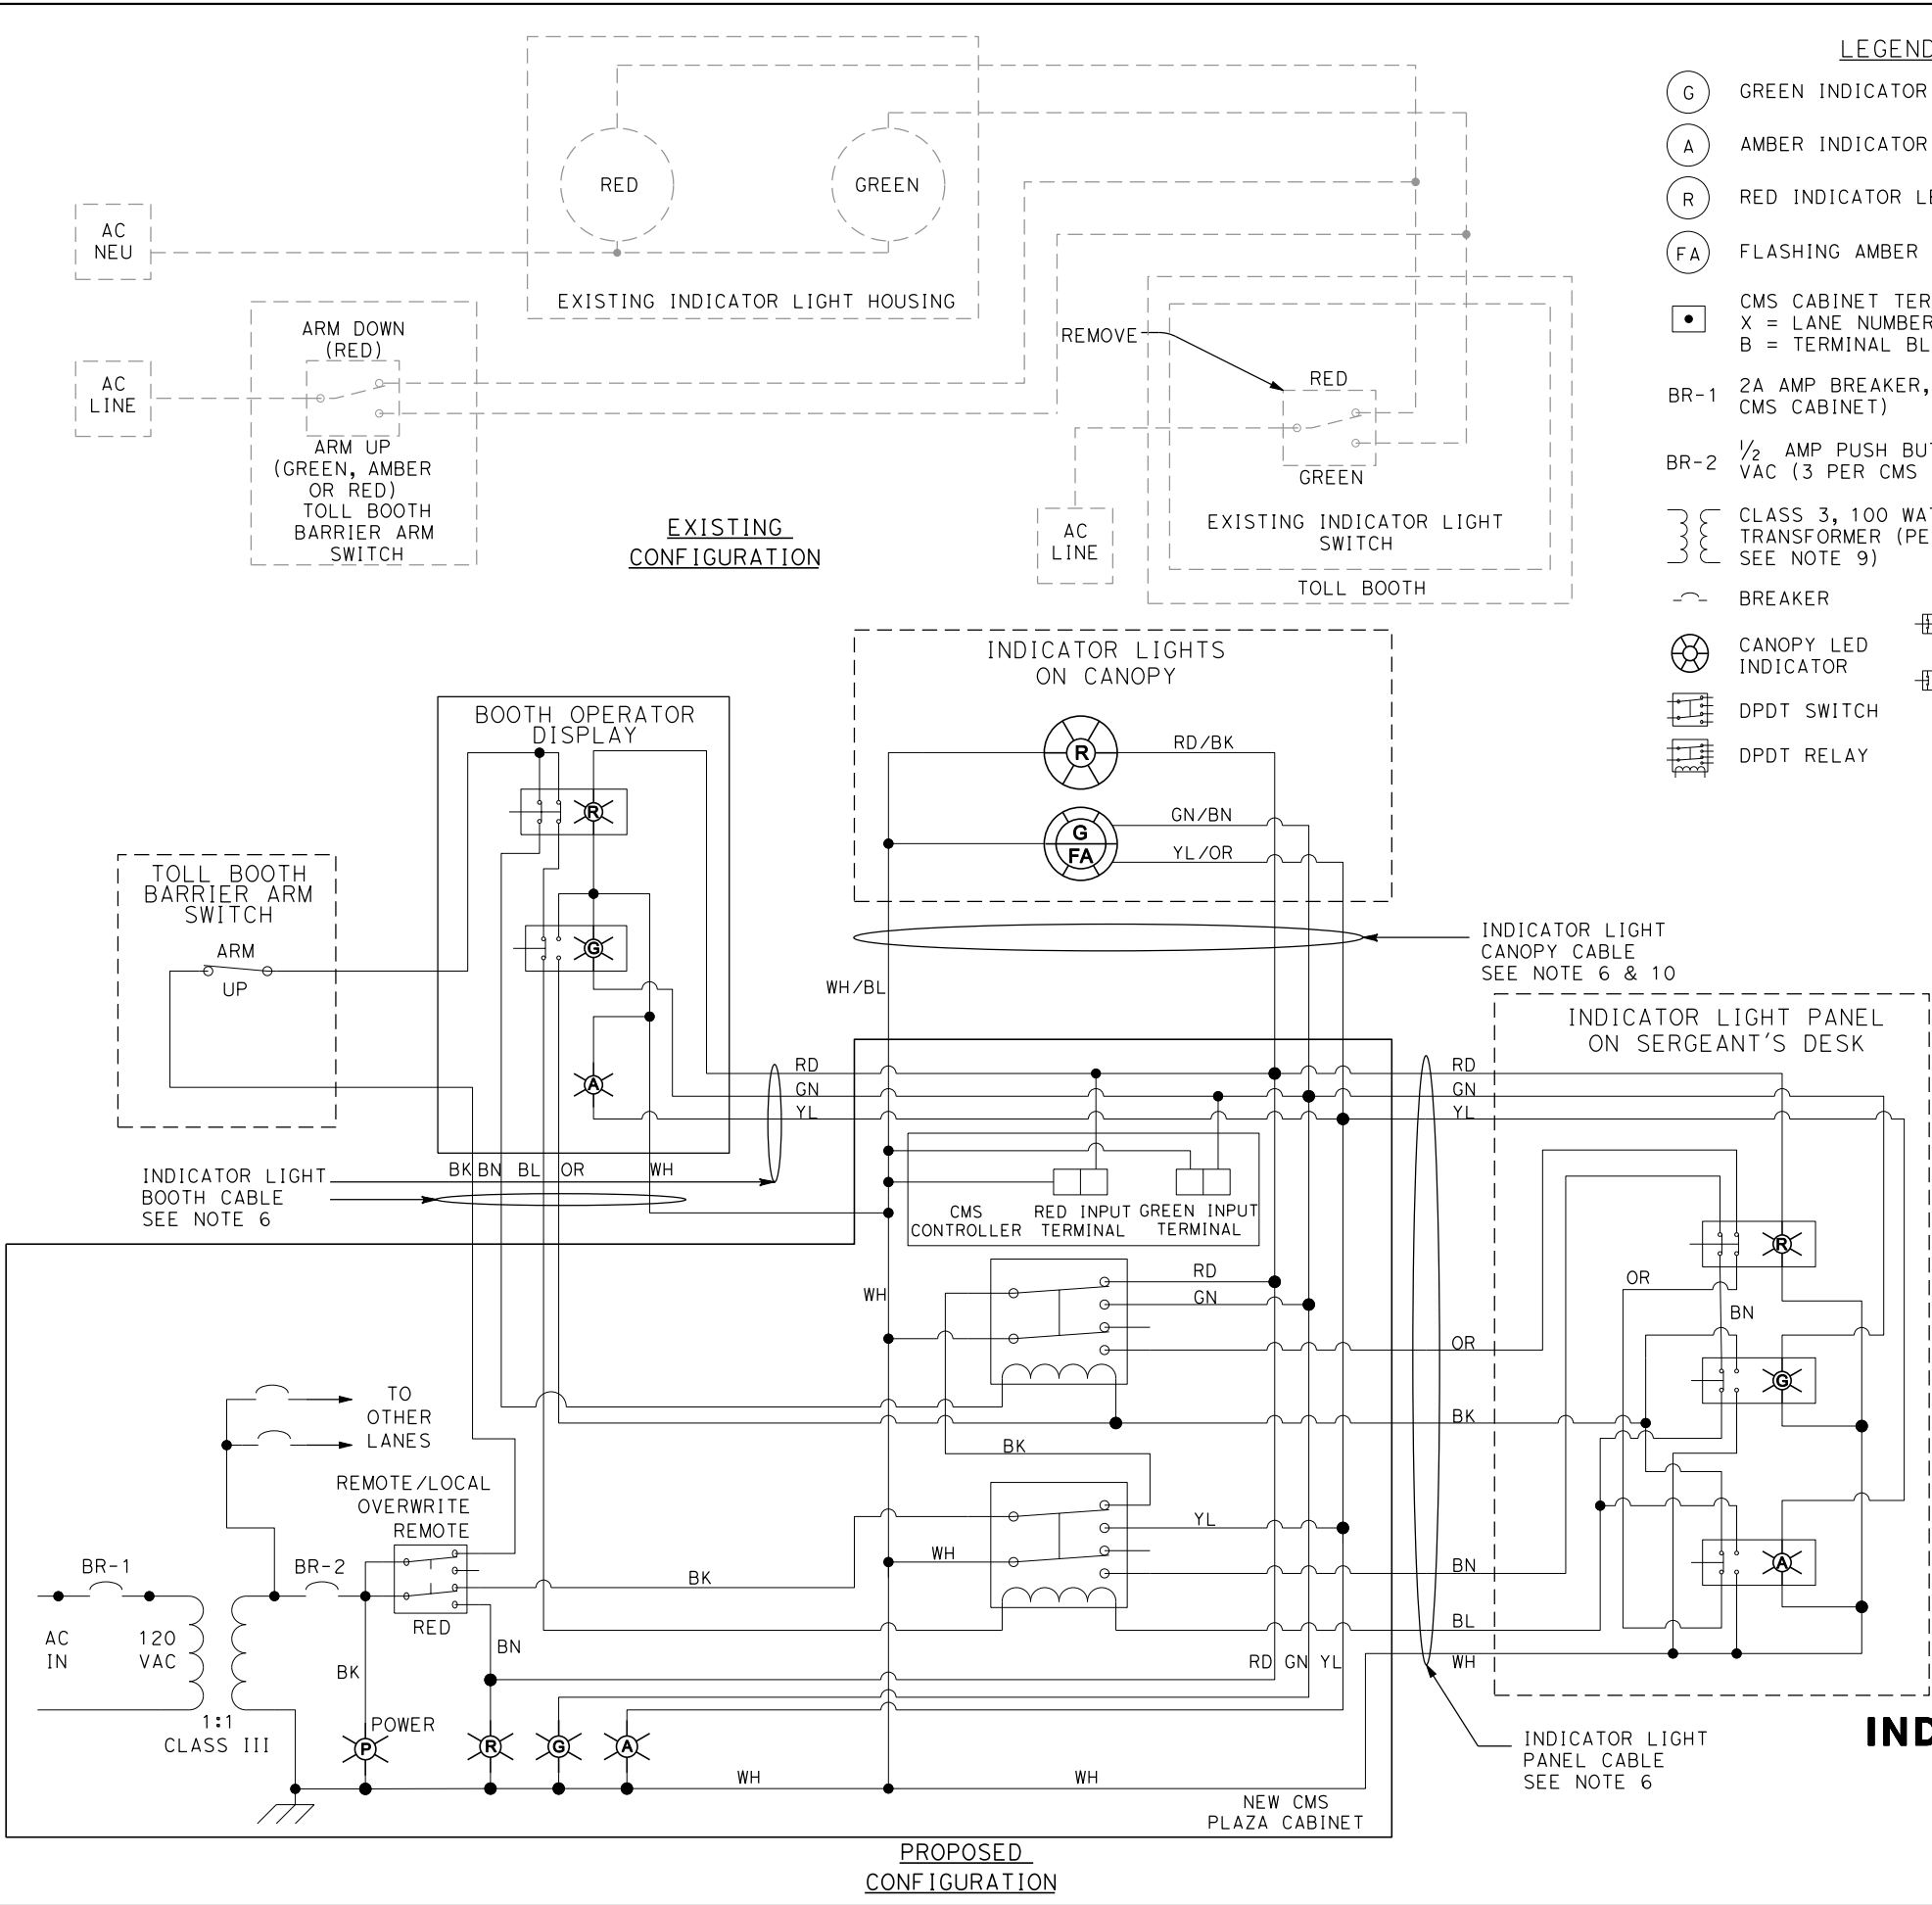 LEGEND
G GREEN INDICATOR
A AMBER INDICATOR
R RED INDICATOR
FA FLASHING AMBER
CMS CABINET
X = LANE NUMBER
B = TERMINAL
BR-1 2A AMP BREAKER,
CMS CABINET)
BR-2 1/2 AMP PUSH
VAC (3 PER CMS
CLASS 3, 100
TRANSFORMER
SEE NOTE 9)
BREAKER
CANOPY LED
INDICATOR
DPDT SWITCH
DPDT RELAY
RED
GREEN
AC
NEU
EXISTING INDICATOR LIGHT HOUSING
ARM DOWN
(RED)
AC
LINE
ARM UP
(GREEN, AMBER
OR RED)
TOLL BOOTH
BARRIER ARM
SWITCH
EXISTING
CONFIGURATION
REMOVE
RED
GREEN
EXISTING INDICATOR LIGHT
SWITCH
TOLL BOOTH
AC
LINE
INDICATOR LIGHTS
ON CANOPY
R
RD/BK
G
FA
GN/BN
YL/OR
BOOTH OPERATOR
DISPLAY
R
G
A
TOLL BOOTH
BARRIER ARM
SWITCH
ARM
UP
WH/BL
INDICATOR LIGHT
CANOPY CABLE
SEE NOTE 6 & 10
INDICATOR LIGHT PANEL
ON SERGEANT'S DESK
RD
GN
YL
RD
GN
YL
BK BN BL OR WH
INDICATOR LIGHT
BOOTH CABLE
SEE NOTE 6
CMS
CONTROLLER
RED INPUT
TERMINAL
GREEN INPUT
TERMINAL
RD
GN
WH
OR
BK
R
OR
BN
G
A
TO
OTHER
LANES
BK
REMOTE/LOCAL
OVERWRITE
REMOTE
RED
YL
WH
BK
BN
BL
WH
BR-1
BR-2
AC
IN
120
VAC
1:1
CLASS III
BK
BN
RD GN YL
POWER
P
R
G
A
WH
WH
NEW CMS
PLAZA CABINET
INDICATOR LIGHT
PANEL CABLE
SEE NOTE 6
PROPOSED
CONFIGURATION